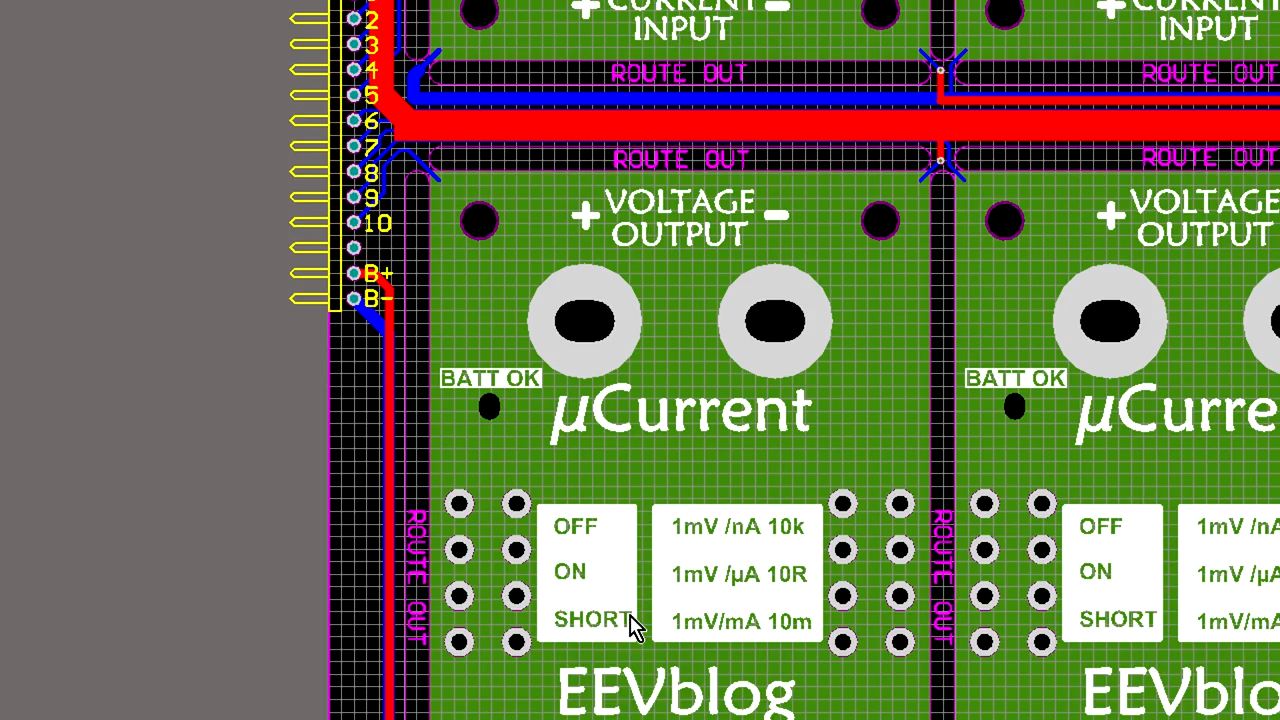 + CURRENT - + CURRENT
INPUT INPUT
2
3
4
ROUTE OUT ROUTE OUT
5
6
7
ROUTE OUT ROUTE OUT
8
9
10
+ VOLTAGE - + VOLTAGE
OUTPUT OUTPUT
B+
B-
BATT OK BATT OK
µCurrent µCurre
ROUTE OUT ROUTE OUT
OFF 1mV /nA 10k OFF 1mV /nA
ON 1mV /µA 10R ON 1mV /µ
SHORT 1mV/mA 10m SHORT 1mV/m
EEVblog EEVblo